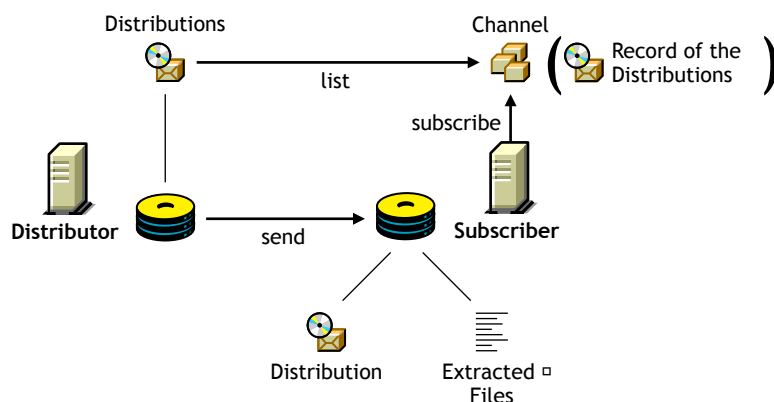 Distributions
Channel
Record of the
Distributions
list
subscribe
Distributor
send
Subscriber
Distribution
Extracted
Files